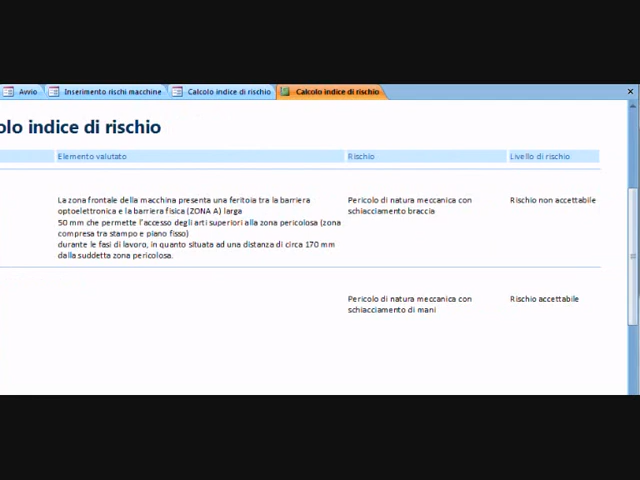 Avvio Inserimento rischi macchine Calcolo indice di rischio Calcolo indice di rischio
olo indice di rischio
Elemento valutato Rischio Livello di rischio
La zona frontale della macchina presenta una feritoia tra la barriera Pericolo di natura meccanica con Rischio non accettabile
optoelettronica e la barriera fisica (ZONA A) larga schiacciamento braccia
50 mm che permette l'accesso degli arti superiori alla zona pericolosa (zona
compresa tra stampo e piano fisso)
durante le fasi di lavoro, in quanto situata ad una distanza di circa 170 mm
dalla suddetta zona pericolosa.
Pericolo di natura meccanica con Rischio accettabile
schiacciamento di mani